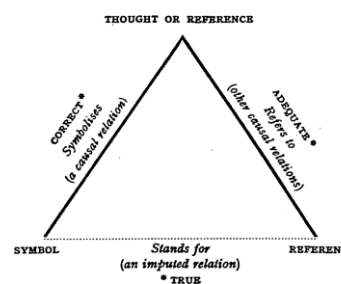 THOUGHT OR REFERENCE
CORRECT*
Symbolises
(a causal relation)
ADEQUATE*
Refers to
(other causal relations)
SYMBOL
Stands for
(an imputed relation)
* TRUE
REFEREN